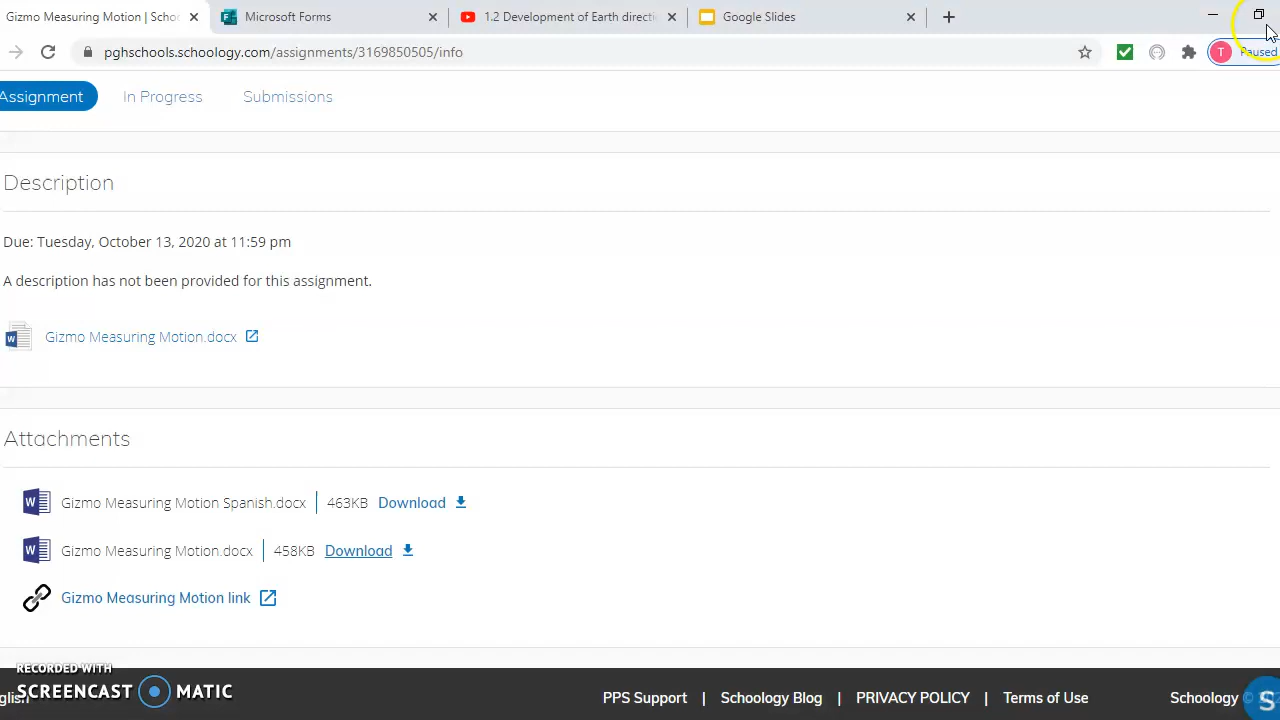 Gizmo Measuring Motion | Scho
Microsoft Forms
1.2 Development of Earth directi
Google Slides
pghschools.schoology.com/assignments/3169850505/info
T
Paused
Assignment
In Progress
Submissions
Description
Due: Tuesday, October 13, 2020 at 11:59 pm
A description has not been provided for this assignment.
Gizmo Measuring Motion.docx
Attachments
Gizmo Measuring Motion Spanish.docx | 463KB Download
Gizmo Measuring Motion.docx | 458KB Download
Gizmo Measuring Motion link
RECORDED WITH
SCREENCAST MATIC
PPS Support | Schoology Blog | PRIVACY POLICY | Terms of Use
Schoology ©